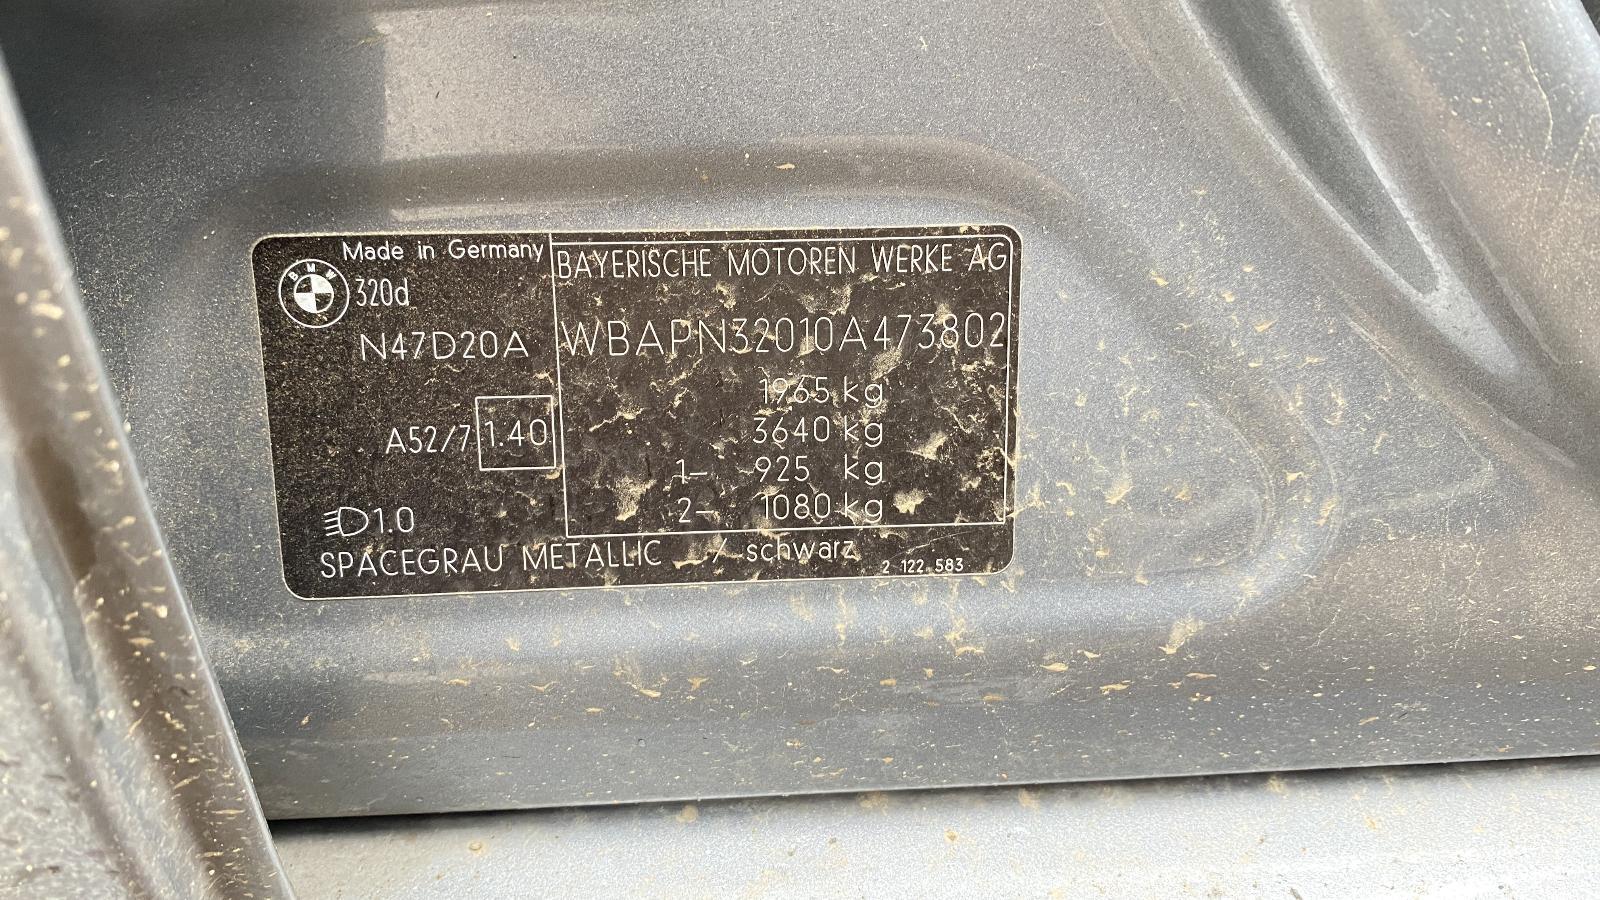 Made in Germany
BMW
320d
N47D20A
A52/7 1.40
1.0
BAYERISCHE MOTOREN WERKE AG
WBAPN32010A473802
1965 kg
3640 kg
1- 925 kg
2- 1080 kg
SPACEGRAU METALLIC / schwarz
2 122 583